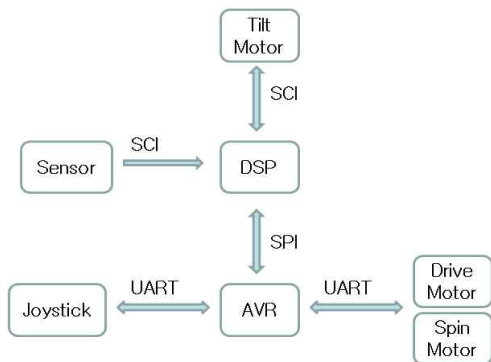 Tilt
Motor
SCI
SCI
Sensor
DSP
SPI
UART
UART
Joystick
AVR
Drive
Motor
Spin
Motor